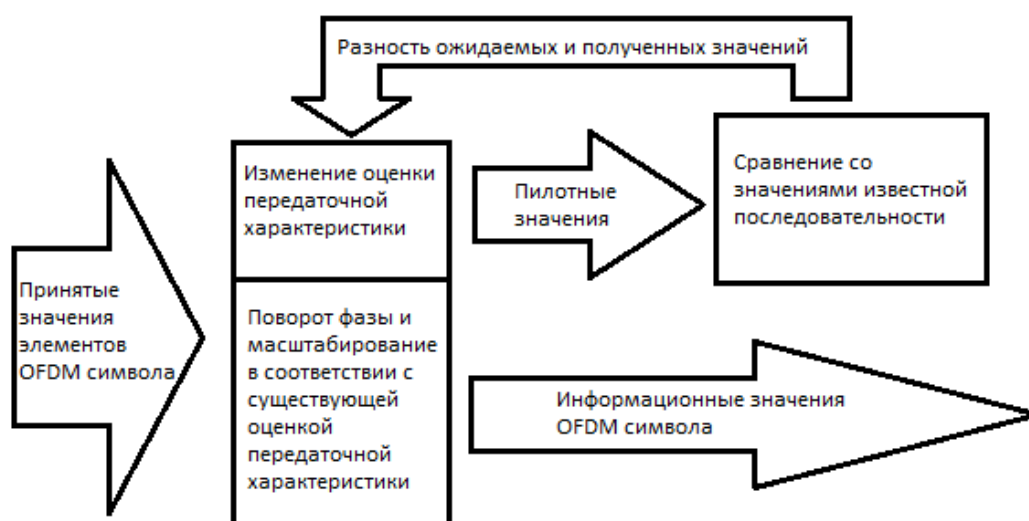 Разность ожидаемых и полученных значений
Изменение оценки
передаточной
характеристики
Пилотные
значения
Сравнение со
значениями известной
последовательности
Принятые
значения
элементов
OFDM символа
Поворот фазы и
масштабирование
в соответствии с
существующей
оценкой
передаточной
характеристики
Информационные значения
OFDM символа